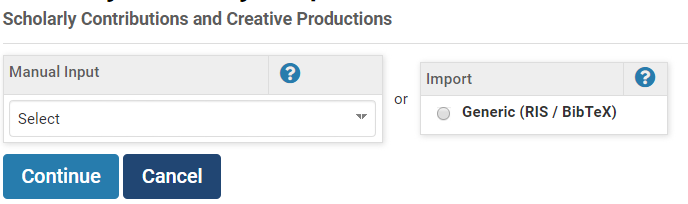 Scholarly Contributions and Creative Productions
Manual Input ?
Select
or
Import ?
Generic (RIS / BibTeX)
Continue Cancel